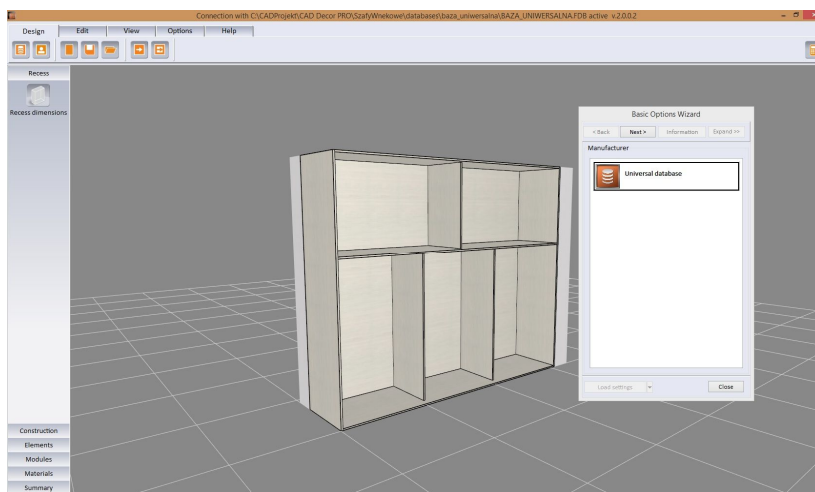 Connection with C:\CADProjekt\CAD Decor PRO\SzafyWnekowe\databases\baza_uniwersalna\BAZA_UNIWERSALNA.FDB active v.2.0.0.2
Design Edit View Options Help
Recess
Recess dimensions
Basic Options Wizard
< Back Next > Information Expand >>
Manufacturer
Universal database
Load settings Close
Construction
Elements
Modules
Materials
Summary